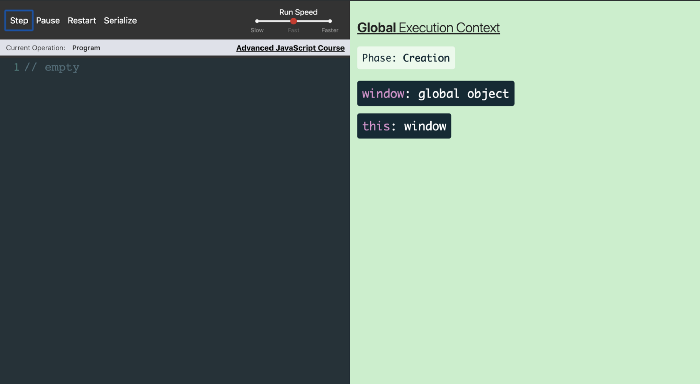 Step Pause Restart Serialize
Run Speed
Slow Fast Faster
Current Operation: Program
Advanced JavaScript Course
1 // empty
Global Execution Context
Phase: Creation
window: global object
this: window